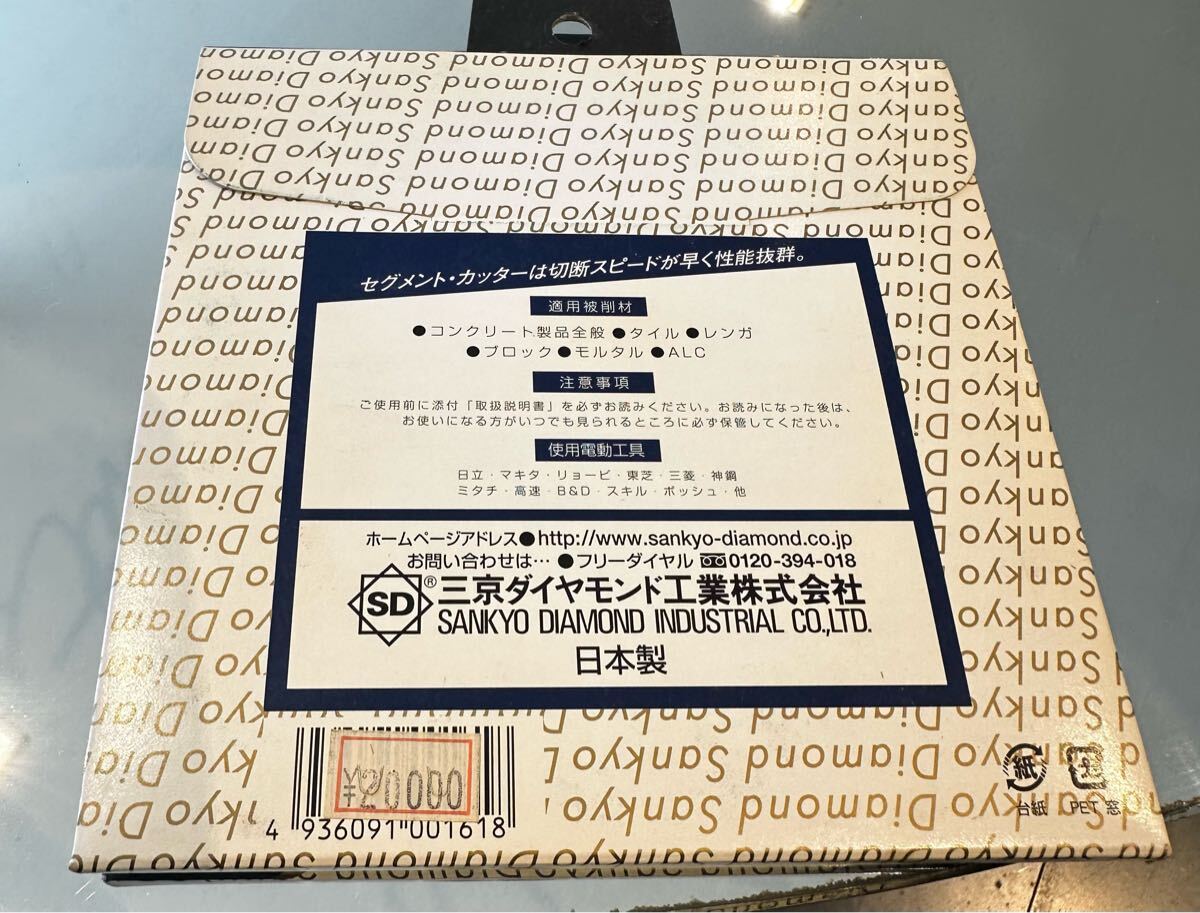 セグメント・カッターは切断スピードが早く性能抜群。
適用被削材
●コンクリート製品全般 ●タイル ●レンガ
●ブロック ●モルタル ●ALC
注意事項
ご使用前に添付「取扱説明書」を必ずお読みください。お読みになった後は、
お使いになる方がいつでも見られるところに必ず保管してください。
使用電動工具
日立・マキタ・リョービ・東芝・三菱・神鋼
ミタチ・高速・B&D・スキル・ボッシュ・他
ホームページアドレス●http://www.sankyo-diamond.co.jp
お問い合わせは… ●フリーダイヤル 0120-394-018
SD ® 三京ダイヤモンド工業株式会社
SANKYO DIAMOND INDUSTRIAL CO.,LTD.
日本製
¥20000
4 936091 001618
紙
台紙 PET 窓
Sankyo Diamond